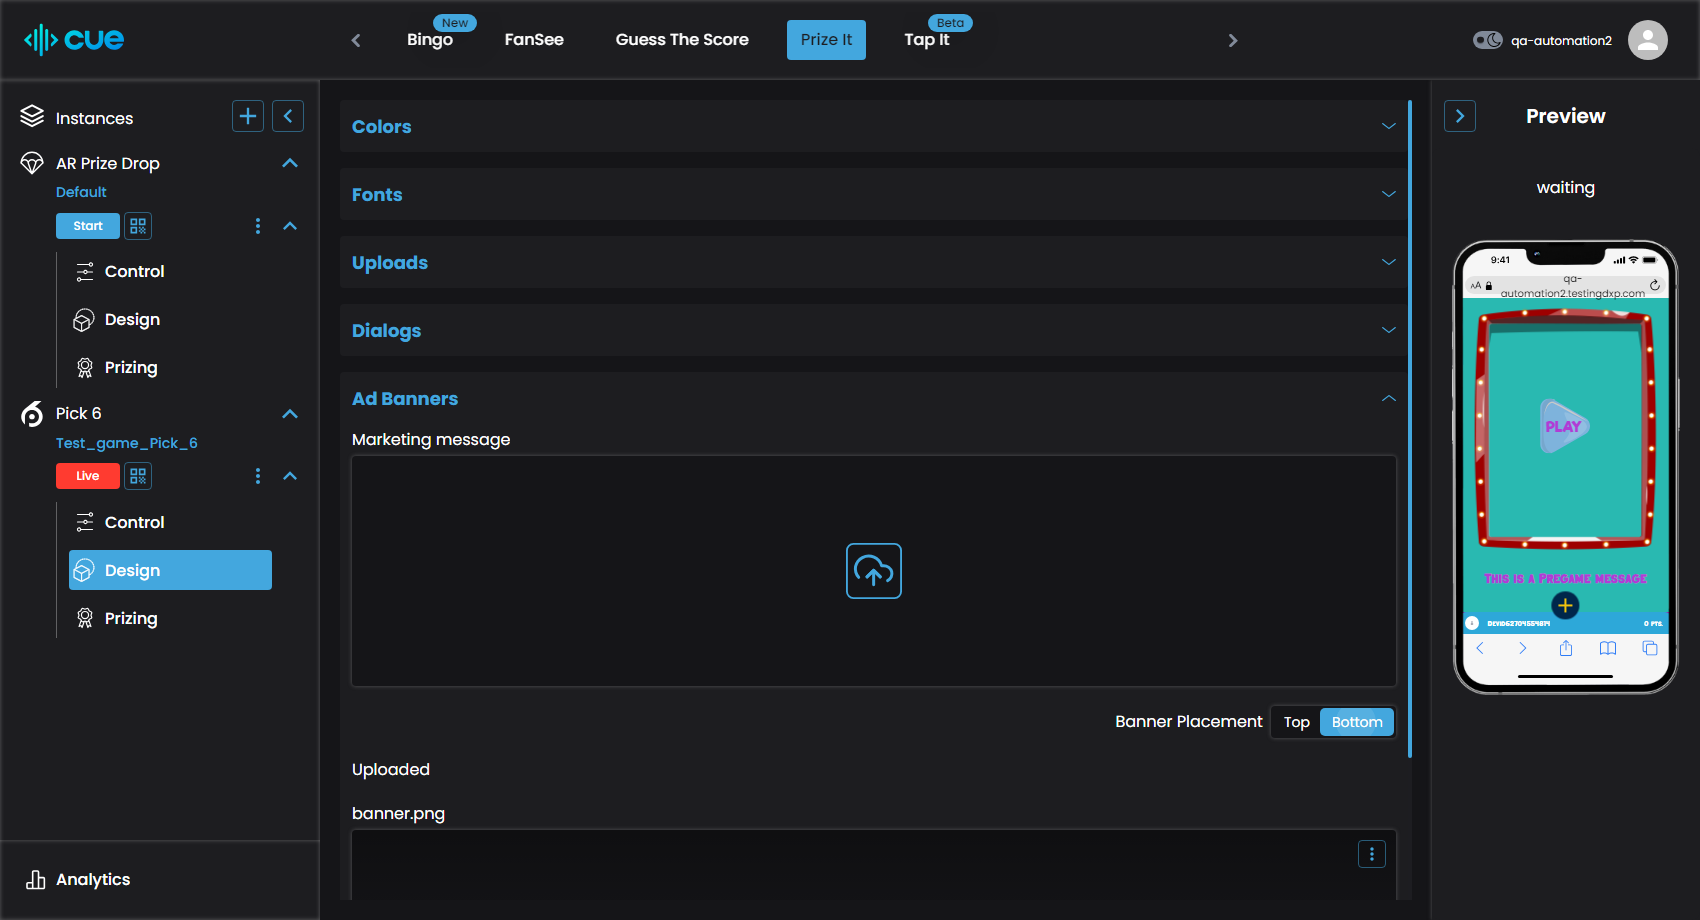 cue
Bingo
New
FanSee
Guess The Score
Prize It
Tap It
Beta
qa-automation2
Instances
AR Prize Drop
Default
Start
Control
Design
Prizing
Pick 6
Test_game_Pick_6
Live
Control
Design
Prizing
Analytics
Colors
Fonts
Uploads
Dialogs
Ad Banners
Marketing message
Banner Placement
Top
Bottom
Uploaded
banner.png
Preview
waiting
9:41
AA
qa-
automation2.testingdxp.com
PLAY
THIS IS A PREGAME MESSAGE
0 PTS.